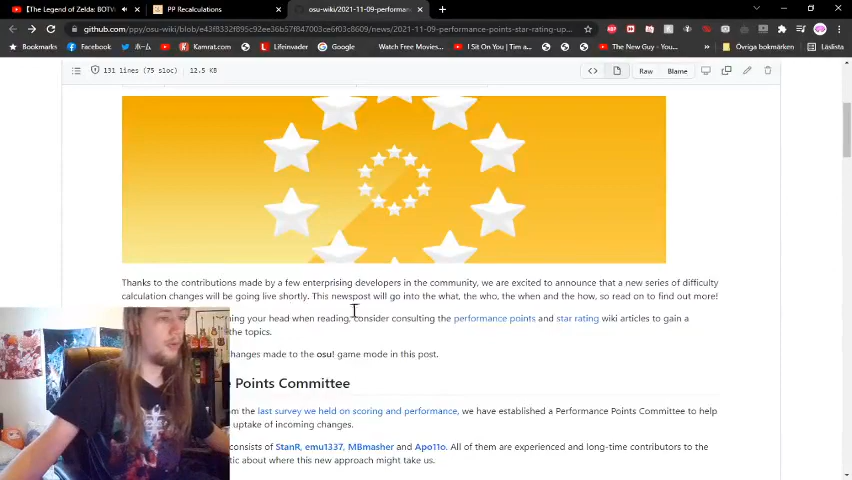 [The Legend of Zelda: BOTW
PP Recalculations
osu-wiki/2021-11-09-performan
github.com/ppy/osu-wiki/blob/e43f8332f8295c9c30e22e36b57f847003ce6f03c8609/news/2021-11-09-performance-points-star-rating-up...
Bookmarks Facebook Twitter Google Kamrat.com Lifeinvader Google Watch Free Movies... I Sit On You | Tim a... The New Guy - You... Övriga bokmärken Läslista
131 lines (75 sloc) 12.5 KB Raw Blame
Thanks to the contributions made by a few enterprising developers in the community, we are excited to announce that a new series of difficulty
calculation changes will be going live shortly. This newspost will go into the what, the who, the when and the how, so read on to find out more!
ning your head when reading, consider consulting the performance points and star rating wiki articles to gain a
the topics.
changes made to the osu! game mode in this post.
e Points Committee
om the last survey we held on scoring and performance, we have established a Performance Points Committee to help
uptake of incoming changes.
consists of StanR, emu1337, MBmasher and Apo11o. All of them are experienced and long-time contributors to the
tic about where this new approach might take us.